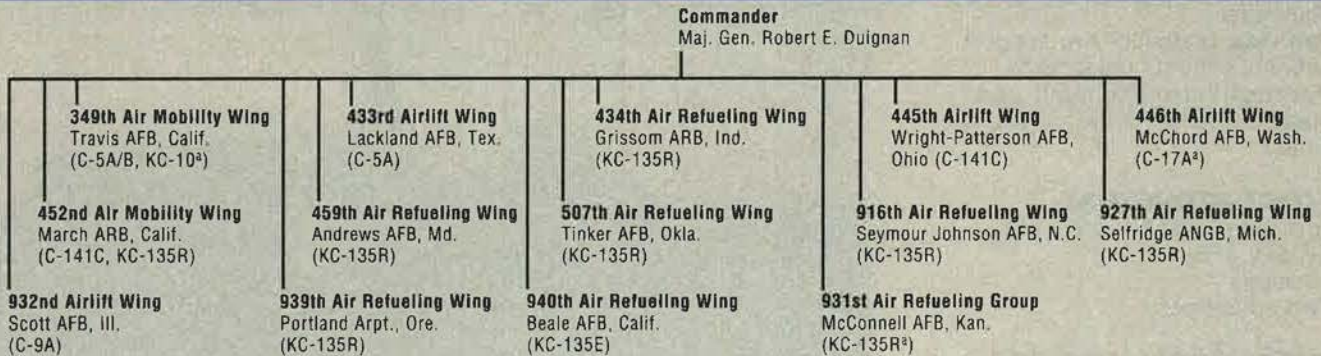 Commander
Maj. Gen. Robert E. Duignan
349th Air Mobility Wing
Travis AFB, Calif.
(C-5A/B, KC-10ª)
433rd Airlift Wing
Lackland AFB, Tex.
(C-5A)
434th Air Refueling Wing
Grissom ARB, Ind.
(KC-135R)
445th Airlift Wing
Wright-Patterson AFB,
Ohio (C-141C)
446th Airlift Wing
McChord AFB, Wash.
(C-17Aª)
452nd Air Mobility Wing
March ARB, Calif.
(C-141C, KC-135R)
459th Air Refueling Wing
Andrews AFB, Md.
(KC-135R)
507th Air Refueling Wing
Tinker AFB, Okla.
(KC-135R)
916th Air Refueling Wing
Seymour Johnson AFB, N.C.
(KC-135R)
927th Air Refueling Wing
Selfridge ANGB, Mich.
(KC-135R)
932nd Airlift Wing
Scott AFB, Ill.
(C-9A)
939th Air Refueling Wing
Portland Arpt., Ore.
(KC-135R)
940th Air Refueling Wing
Beale AFB, Calif.
(KC-135E)
931st Air Refueling Group
McConnell AFB, Kan.
(KC-135Rª)